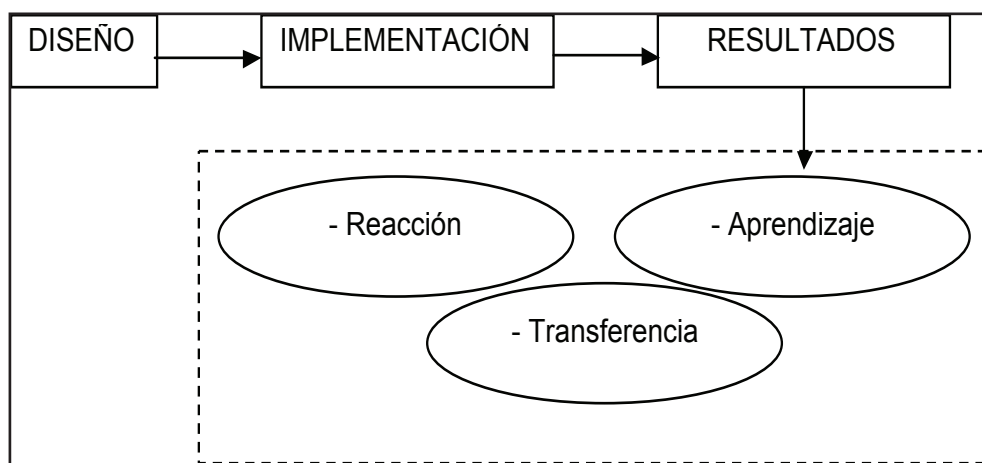 DISEÑO
IMPLEMENTACIÓN
RESULTADOS
- Reacción
- Aprendizaje
- Transferencia